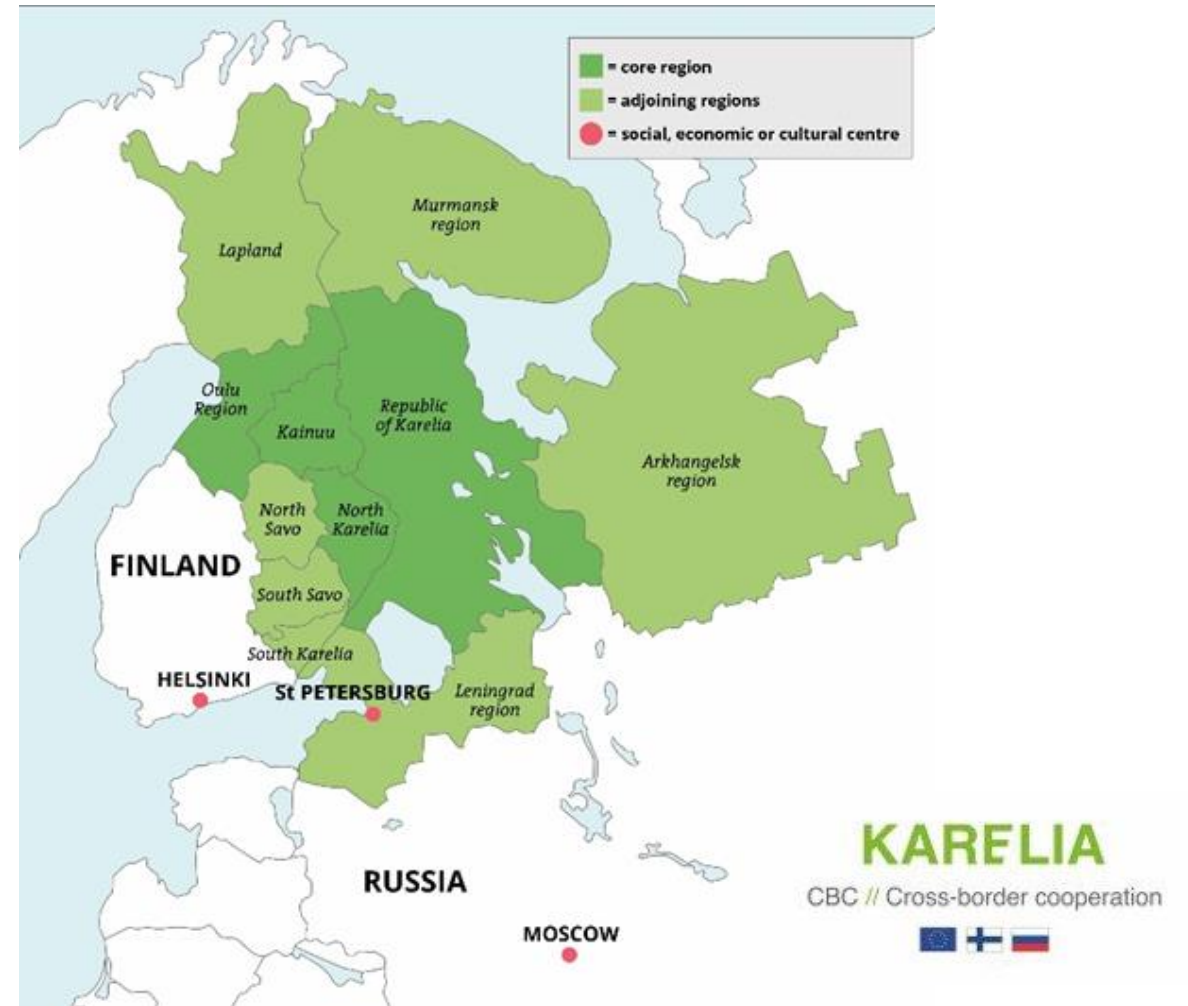 = core region
= adjoining regions
= social, economic or cultural centre
Murmansk
region
Lapland
Oulu
Region
Kainuu
Republic
of Karelia
Arkhangelsk
region
North
Savo
North
Karelia
FINLAND
South Savo
South Karelia
HELSINKI
St PETERSBURG
Leningrad
region
RUSSIA
MOSCOW
KARELIA
CBC // Cross-border cooperation